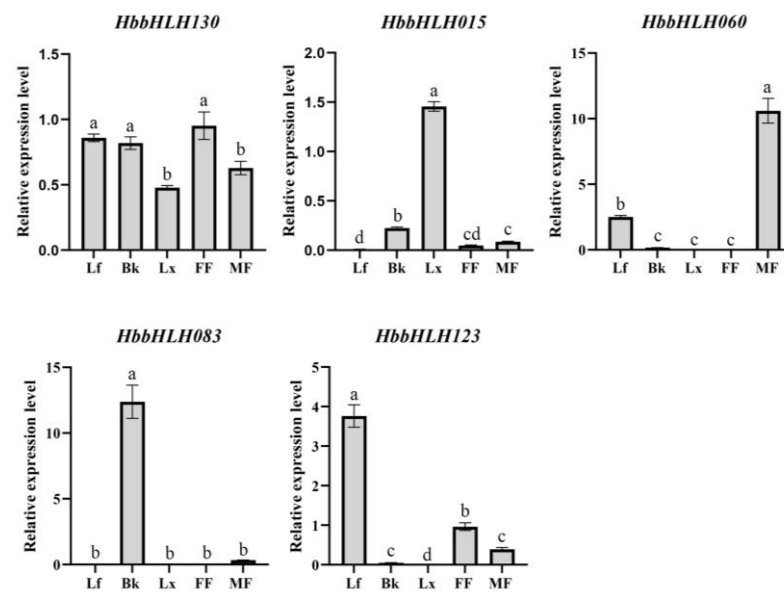 HbbHLH130
HbbHLH015
HbbHLH060
Relative expression level
1.5
1.0
0.5
0.0
a
a
b
a
b
Lf Bk Lx FF MF
Relative expression level
2.0
1.5
1.0
0.5
0.0
d
b
a
cd
c
Lf Bk Lx FF MF
Relative expression level
15
10
5
0
b
c
c
c
a
Lf Bk Lx FF MF
HbbHLH083
HbbHLH123
Relative expression level
15
10
5
0
b
a
b
b
b
Lf Bk Lx FF MF
Relative expression level
5
4
3
2
1
0
a
c
d
b
c
Lf Bk Lx FF MF